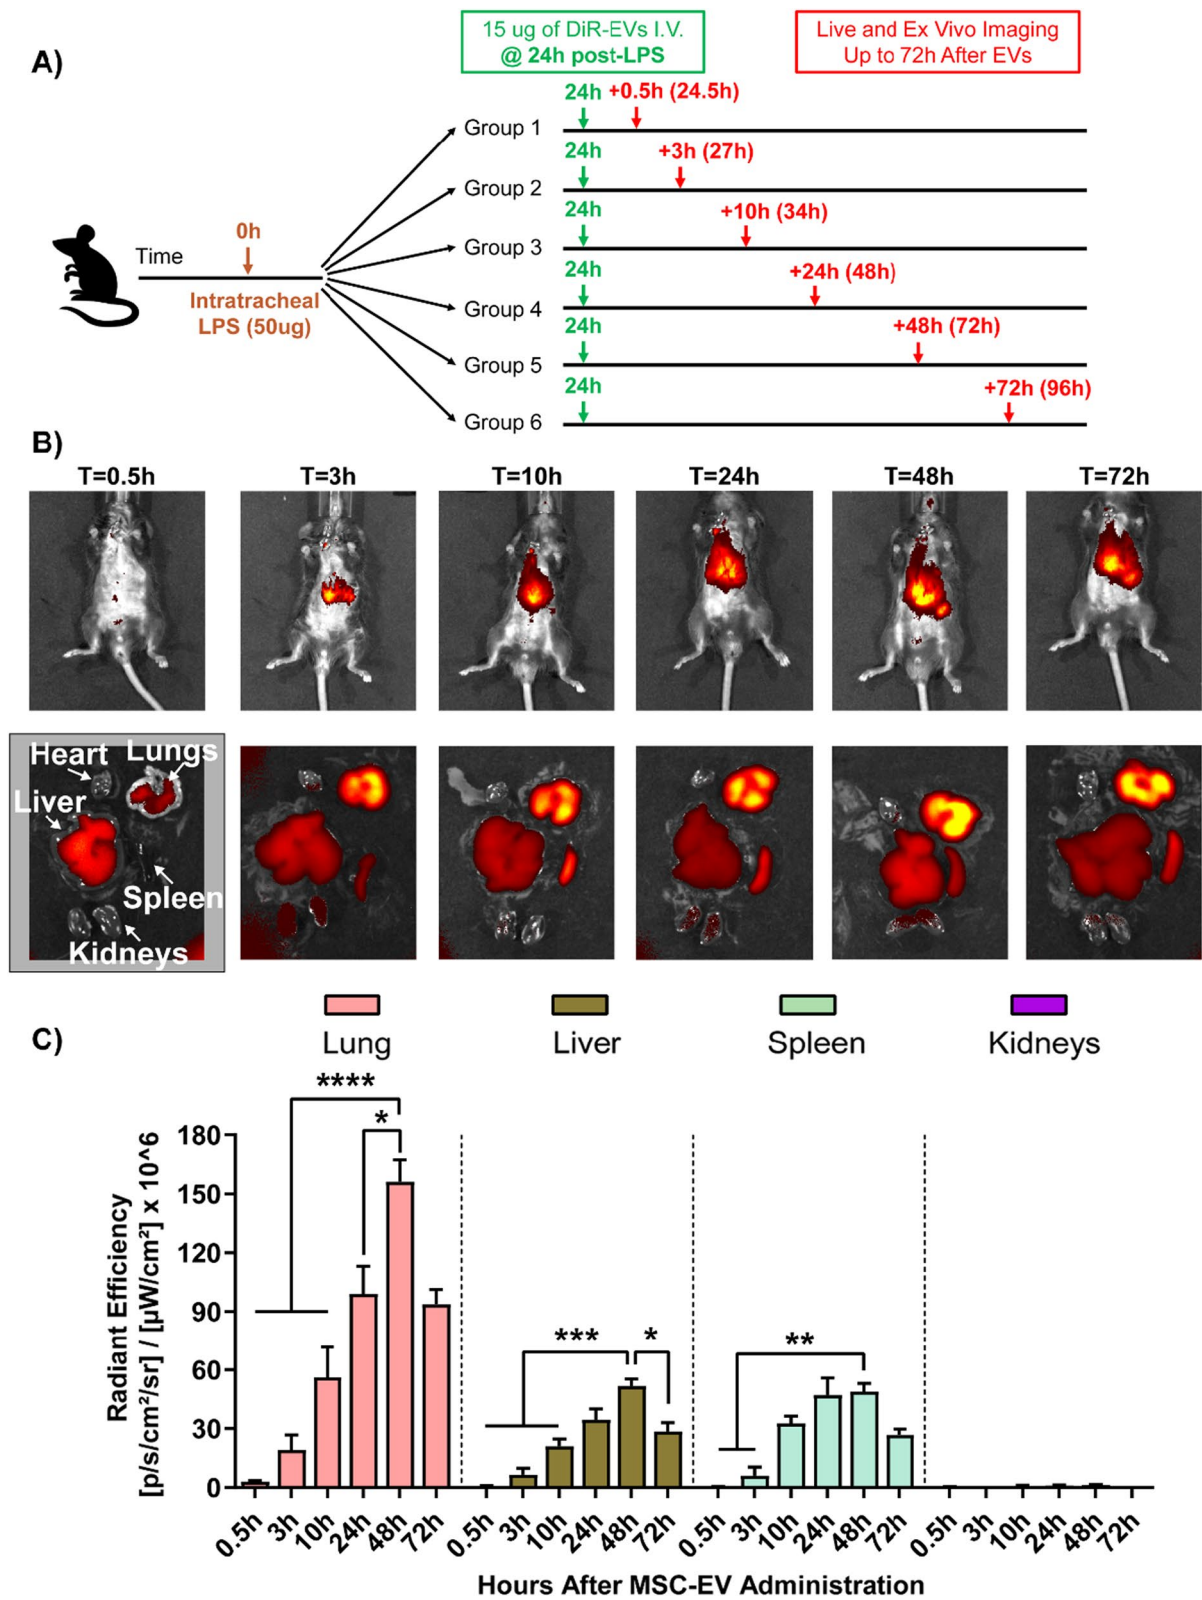 A)
15 ug of DiR-EVs I.V.
@ 24h post-LPS
Live and Ex Vivo Imaging
Up to 72h After EVs
Time
0h
Intratracheal
LPS (50ug)
Group 1
24h
+0.5h (24.5h)
Group 2
24h
+3h (27h)
Group 3
24h
+10h (34h)
Group 4
24h
+24h (48h)
Group 5
24h
+48h (72h)
Group 6
24h
+72h (96h)
B)
T=0.5h T=3h T=10h T=24h T=48h T=72h
Heart Lungs
Liver
Spleen
Kidneys
Lung Liver Spleen Kidneys
C)
**** * *** * **
Radiant Efficiency
[p/s/cm²/sr] / [µW/cm²] x 10^6
180
150
120
90
60
30
0
0.5h 3h 10h 24h 48h 72h 0.5h 3h 10h 24h 48h 72h 0.5h 3h 10h 24h 48h 72h 0.5h 3h 10h 24h 48h 72h
Hours After MSC-EV Administration